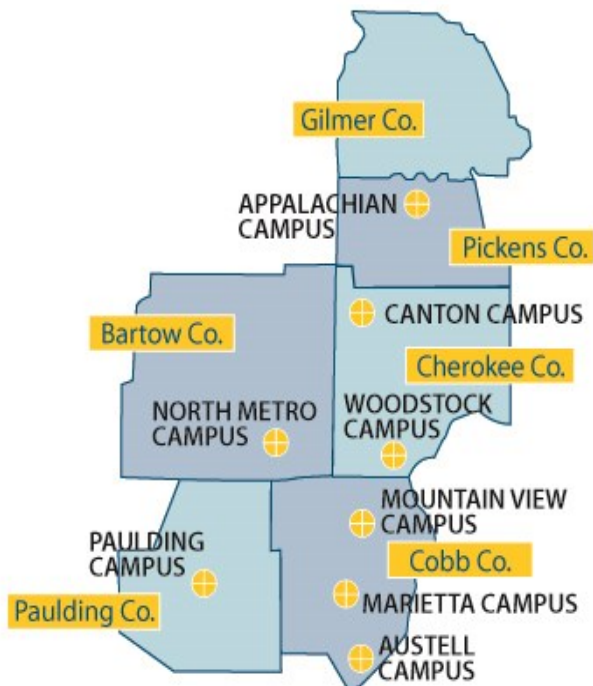 Gilmer Co.
APPALACHIAN
CAMPUS
Pickens Co.
CANTON CAMPUS
Bartow Co.
Cherokee Co.
NORTH METRO
CAMPUS
WOODSTOCK
CAMPUS
MOUNTAIN VIEW
CAMPUS
PAULDING
CAMPUS
Cobb Co.
Paulding Co.
MARIETTA CAMPUS
AUSTELL
CAMPUS